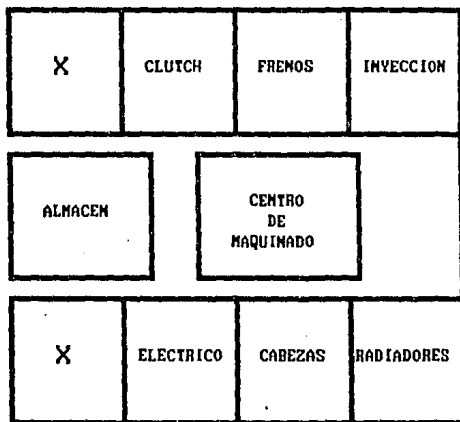 X CLUTCH FRENOS INYECCION
ALMACEN
CENTRO
DE
MAQUINADO
X ELECTRICO CABEZAS RADIADORES